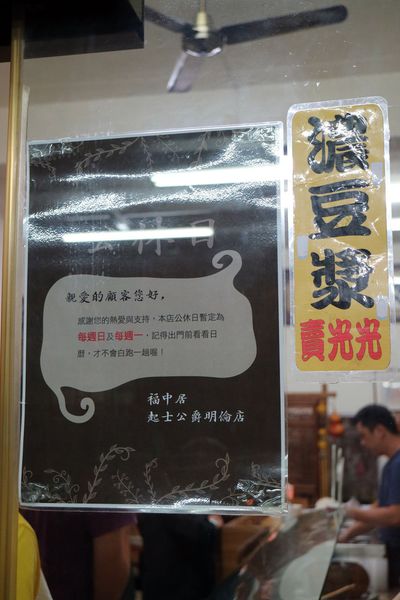 公休日
親愛的顧客您好，
感謝您的熱愛與支持，本店公休日暫定為
每週日及每週一，記得出門前看看日
曆，才不會白跑一趟喔！
福中居
起士公爵明倫店
濃豆漿
賣光光